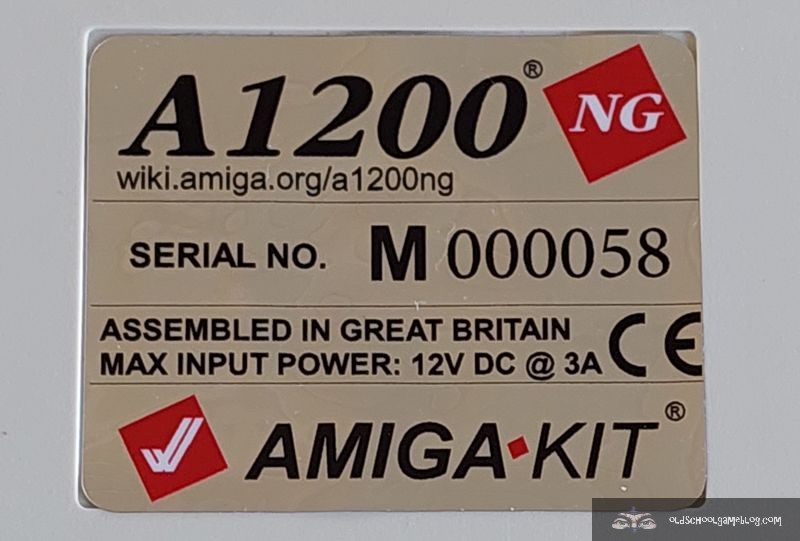 A1200® NG
wiki.amiga.org/a1200ng
SERIAL NO. M 000058
ASSEMBLED IN GREAT BRITAIN
MAX INPUT POWER: 12V DC @ 3A CE
AMIGA·KIT®
OLDSCHOOLGAMEBLOG.COM